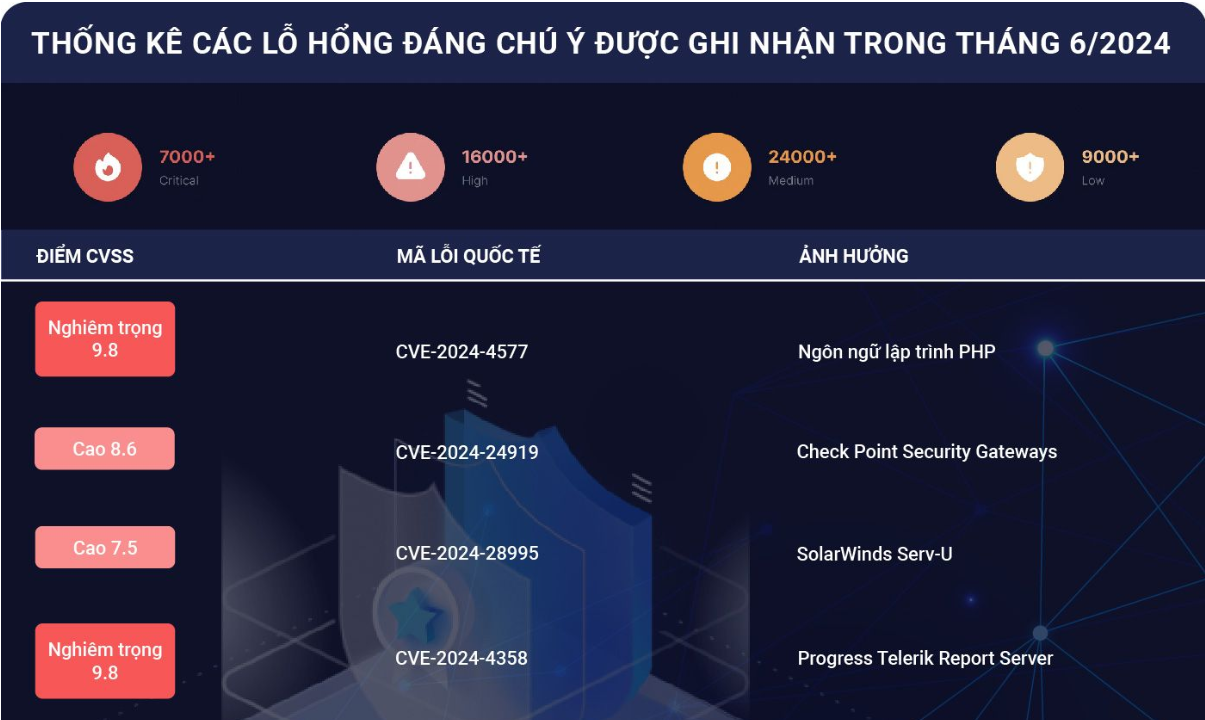 THỐNG KÊ CÁC LỖ HỔNG ĐÁNG CHÚ Ý ĐƯỢC GHI NHẬN TRONG THÁNG 6/2024
7000+
Critical
16000+
High
24000+
Medium
9000+
Low
ĐIỂM CVSS MÃ LỖI QUỐC TẾ ẢNH HƯỞNG
Nghiêm trọng
9.8
CVE-2024-4577
Ngôn ngữ lập trình PHP
Cao 8.6
CVE-2024-24919
Check Point Security Gateways
Cao 7.5
CVE-2024-28995
SolarWinds Serv-U
Nghiêm trọng
9.8
CVE-2024-4358
Progress Telerik Report Server